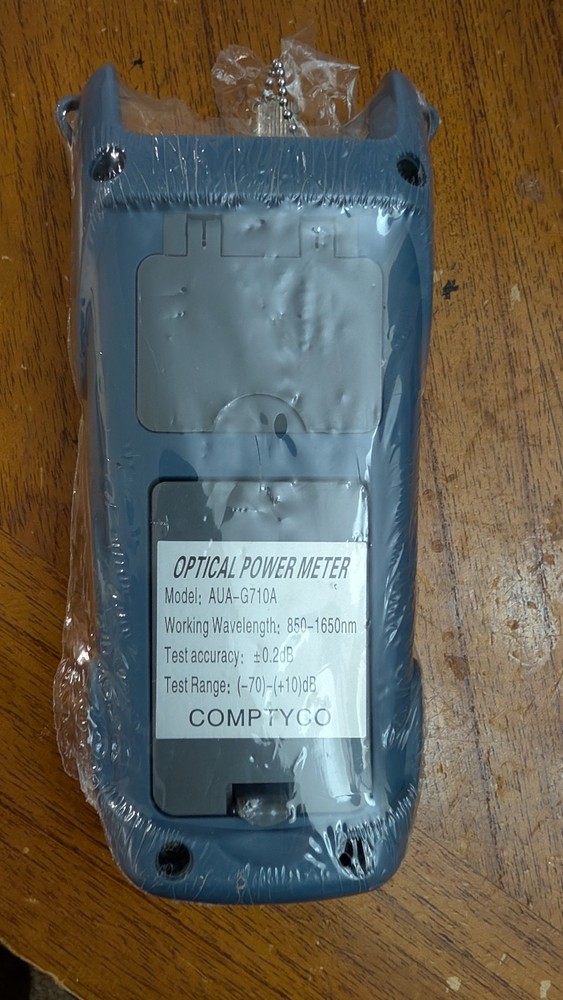 OPTICAL POWER METER
Model: AUA-G710A
Working Wavelength: 850-1650nm
Test accuracy: ±0.2dB
Test Range: (-70)-(+10)dB
COMPTYCO